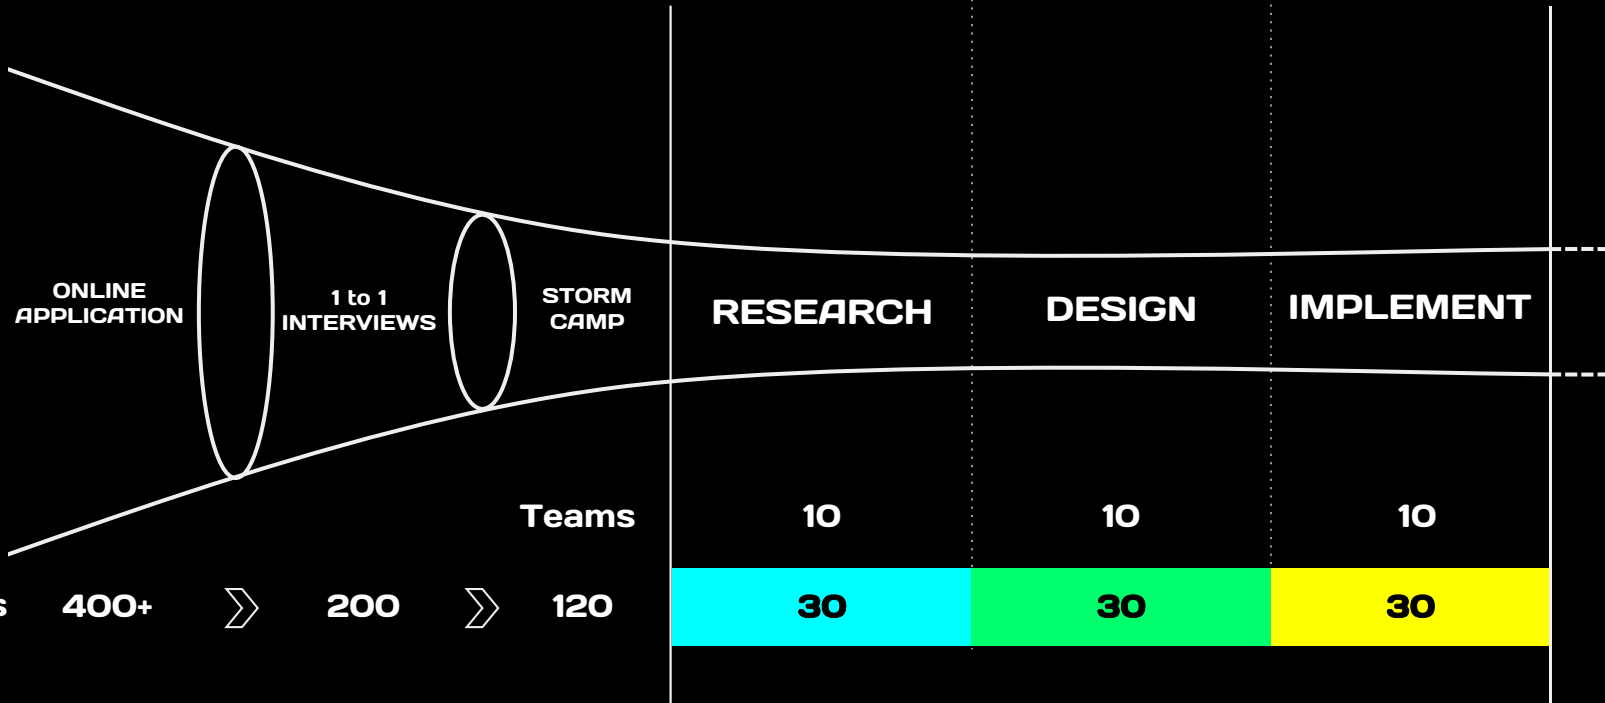 ONLINE
APPLICATION
1 to 1
INTERVIEWS
STORM
CAMP
RESEARCH
DESIGN
IMPLEMENT
Teams 10 10 10
s 400+ 200 120 30 30 30